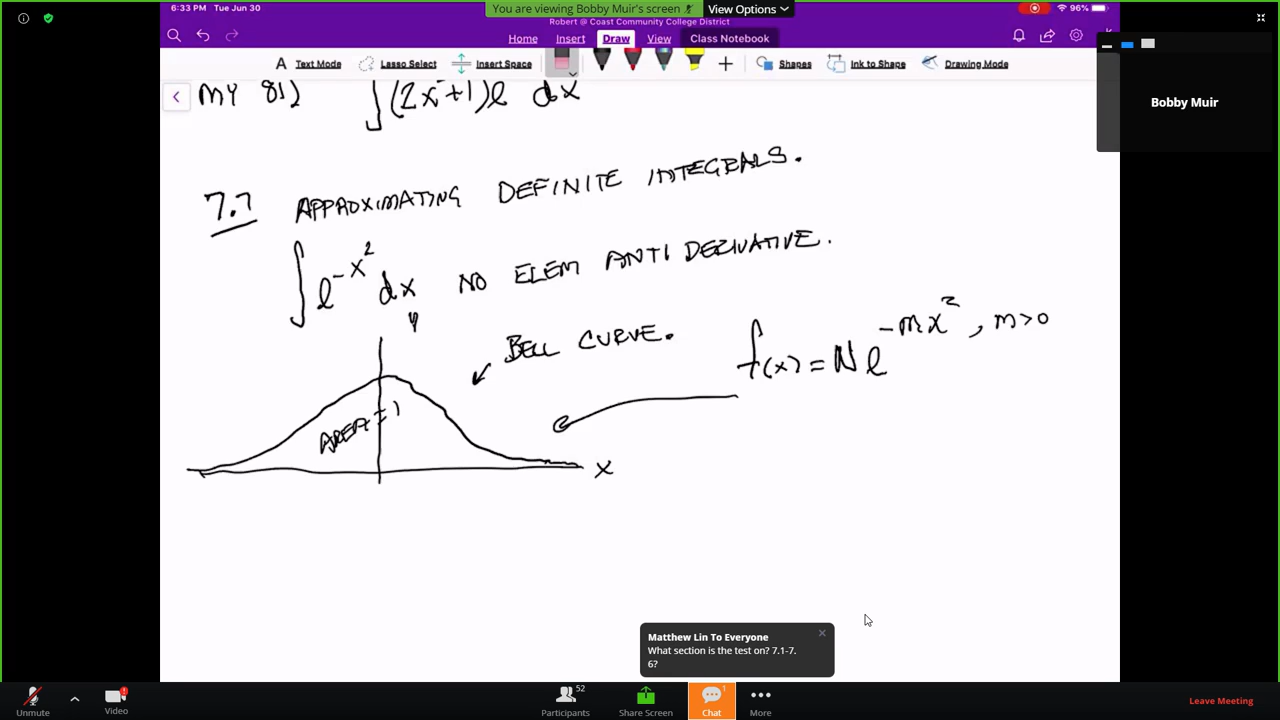 6:33 PM Tue Jun 30
You are viewing Bobby Muir's screen
View Options
96%
Robert @ Coast Community College District
Home Insert Draw View Class Notebook
Text Mode Lasso Select Insert Space Shapes Ink to Shape Drawing Mode
Bobby Muir
MY 81) ∫(2x²+1)e dx
7.7 APPROXIMATING DEFINITE INTEGRALS.
∫ e^-x² dx NO ELEM ANTI DERIVATIVE.
y
BELL CURVE.
f(x) = N e^-mx², m>0
AREA = 1
x
Matthew Lin To Everyone
What section is the test on? 7.1-7.
6?
Unmute Video
52
Participants Share Screen
1
Chat More
Leave Meeting